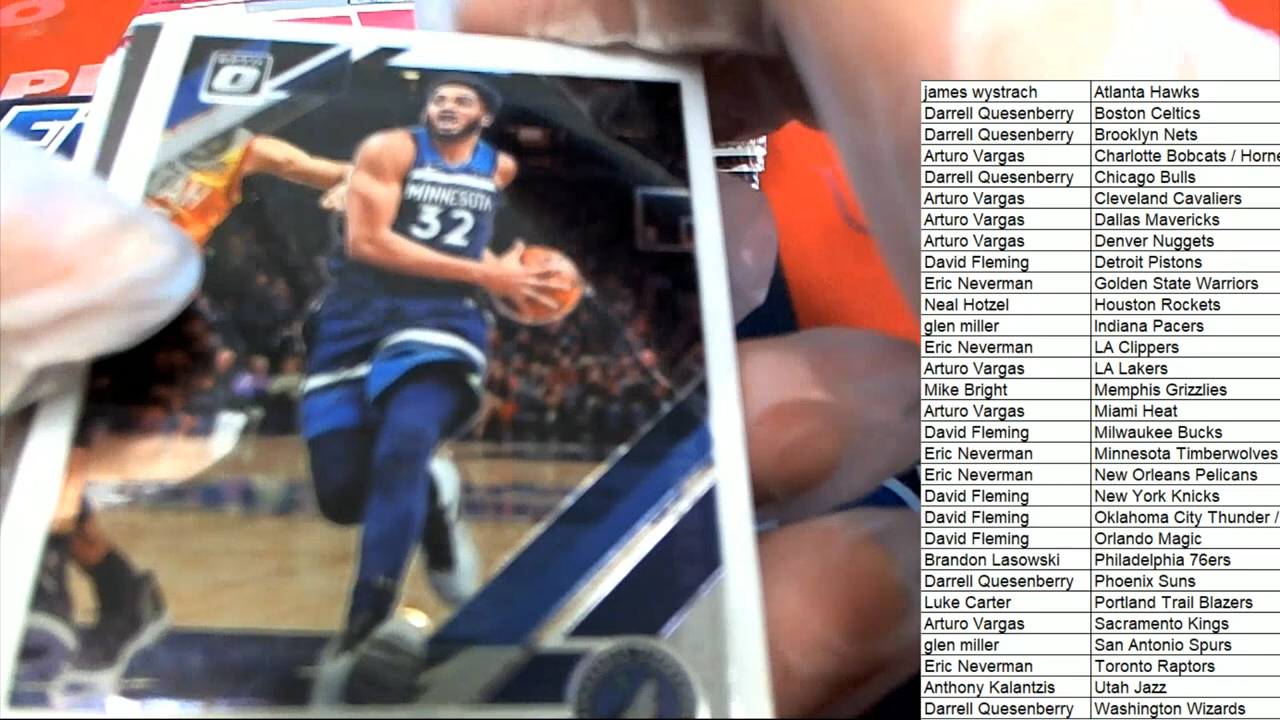 MINNESOTA
32
james wystrach Atlanta Hawks
Darrell Quesenberry Boston Celtics
Darrell Quesenberry Brooklyn Nets
Arturo Vargas Charlotte Bobcats / Horne
Darrell Quesenberry Chicago Bulls
Arturo Vargas Cleveland Cavaliers
Arturo Vargas Dallas Mavericks
Arturo Vargas Denver Nuggets
David Fleming Detroit Pistons
Eric Neverman Golden State Warriors
Neal Hotzel Houston Rockets
glen miller Indiana Pacers
Eric Neverman LA Clippers
Arturo Vargas LA Lakers
Mike Bright Memphis Grizzlies
Arturo Vargas Miami Heat
David Fleming Milwaukee Bucks
Eric Neverman Minnesota Timberwolves
Eric Neverman New Orleans Pelicans
David Fleming New York Knicks
David Fleming Oklahoma City Thunder /
David Fleming Orlando Magic
Brandon Lasowski Philadelphia 76ers
Darrell Quesenberry Phoenix Suns
Luke Carter Portland Trail Blazers
Arturo Vargas Sacramento Kings
glen miller San Antonio Spurs
Eric Neverman Toronto Raptors
Anthony Kalantzis Utah Jazz
Darrell Quesenberry Washington Wizards